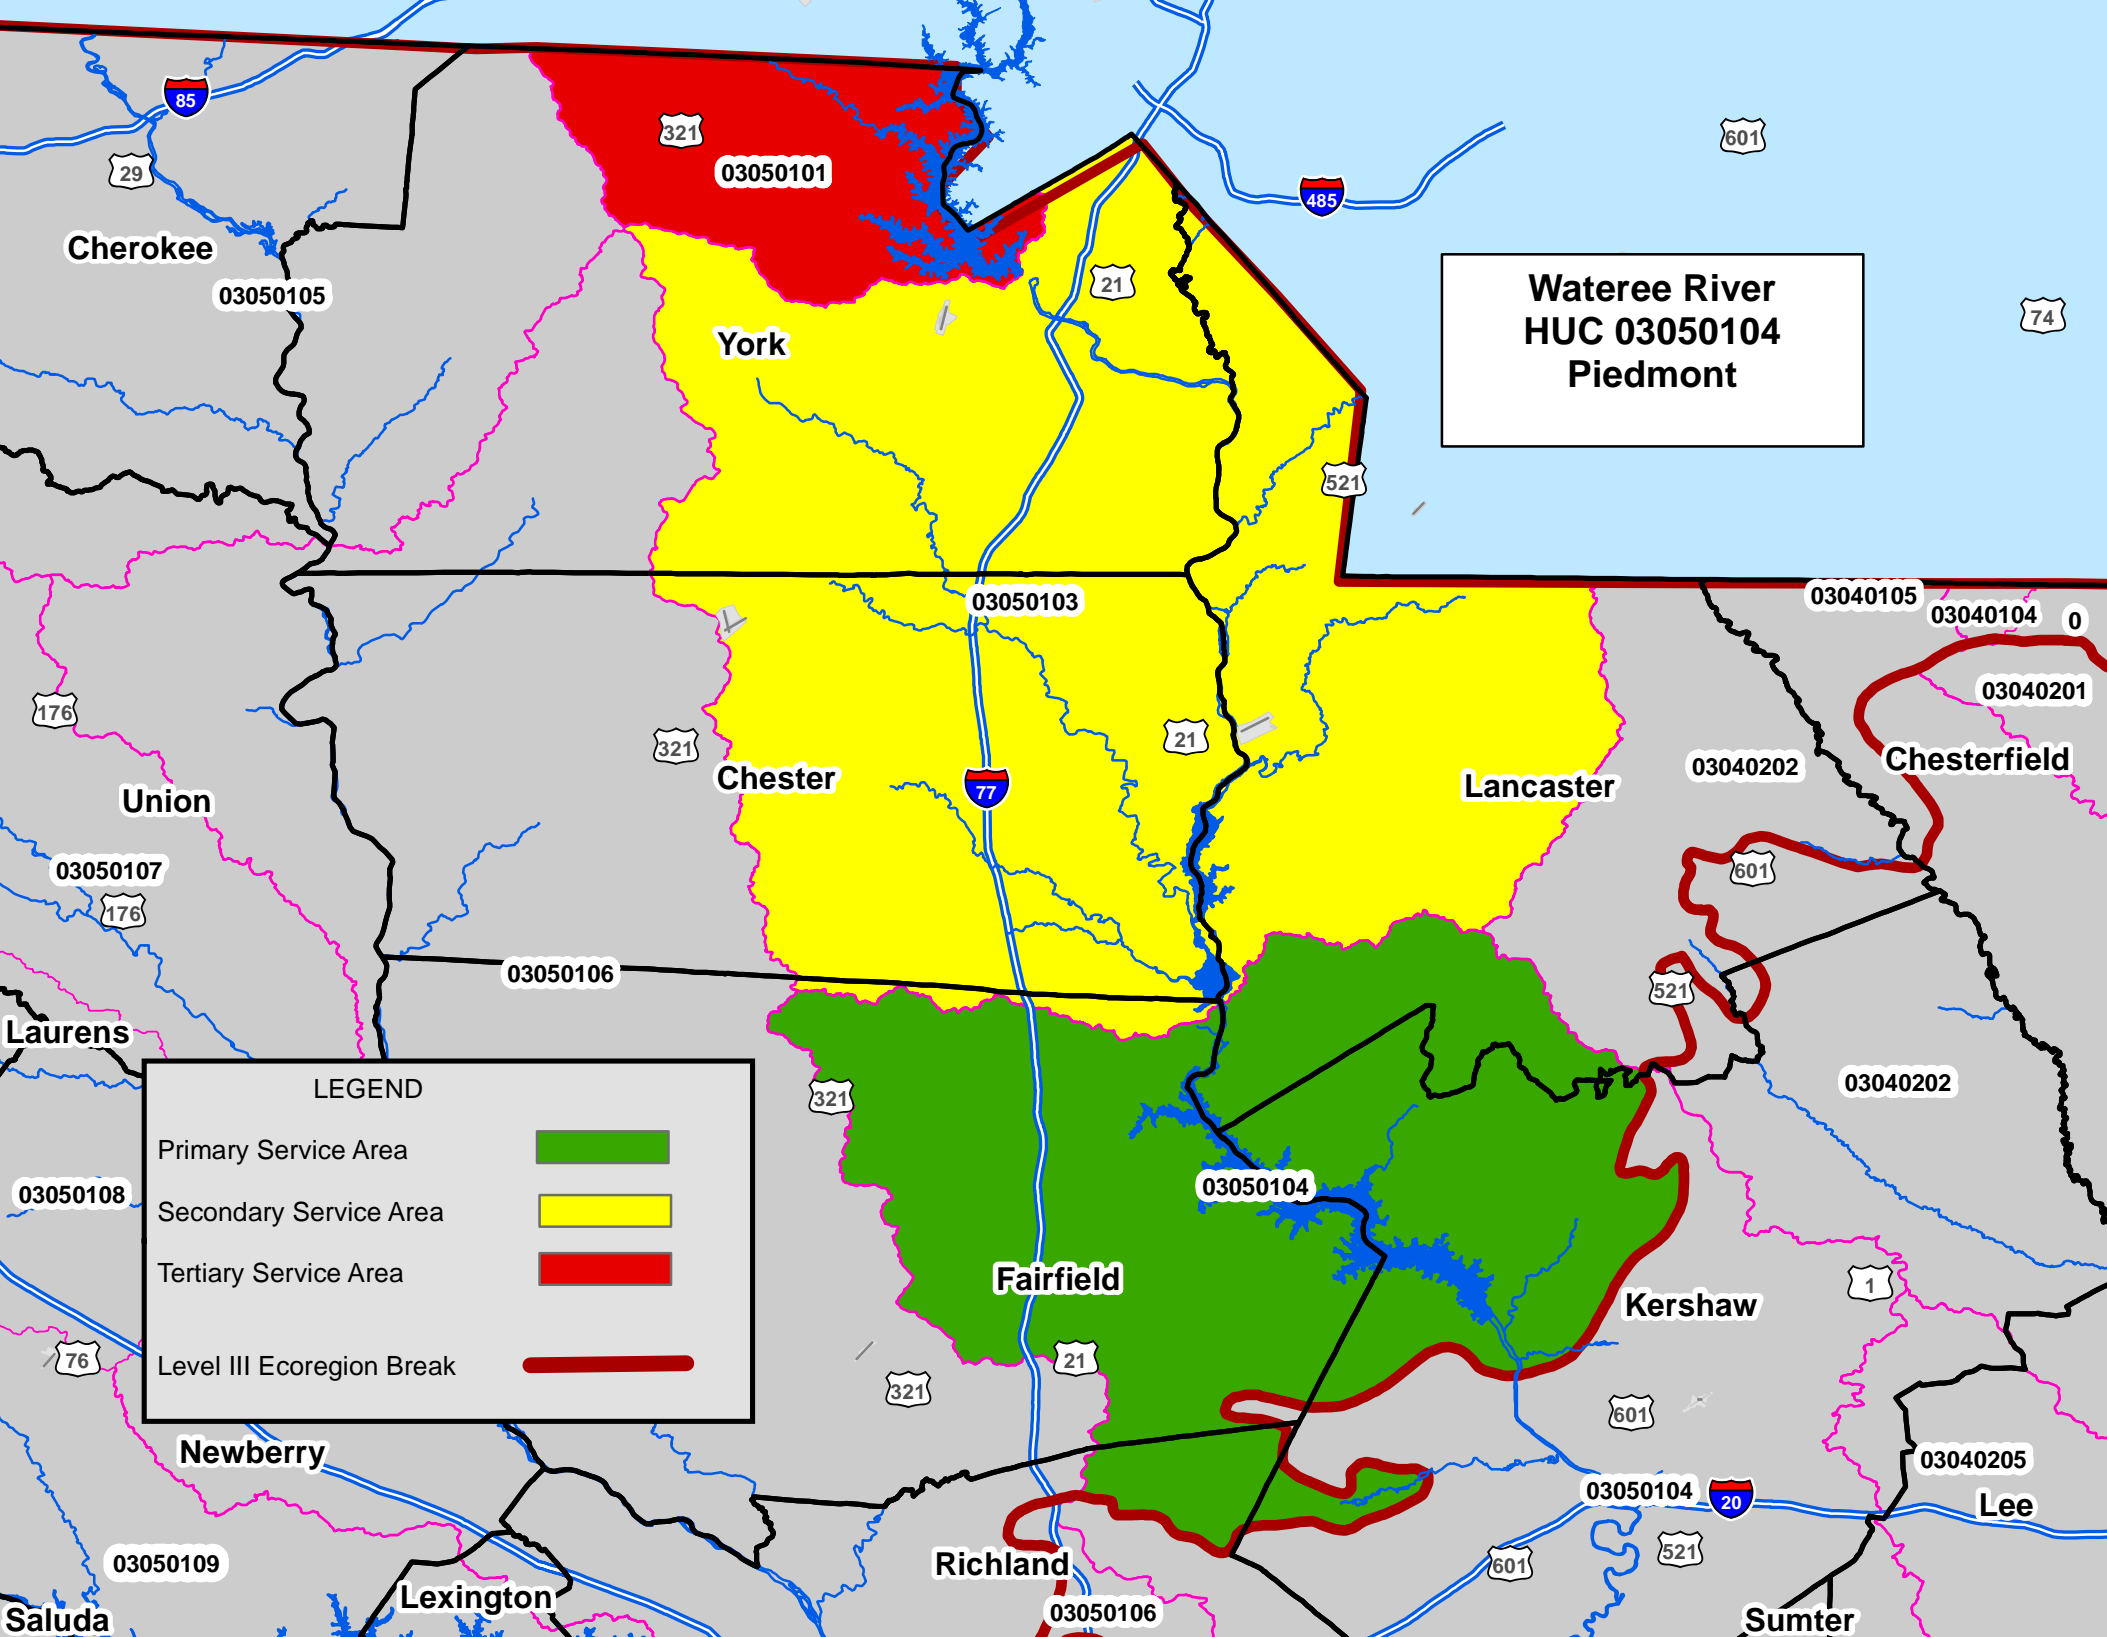 85
321
601
29
03050101
485
Cherokee
21
03050105
Wateree River
HUC 03050104
Piedmont
74
York
521
03050103
03040105
03040104
0
03040201
176
321
21
Chester
77
Lancaster
03040202
Chesterfield
Union
03050107
601
176
03050106
521
Laurens
LEGEND
03040202
321
Primary Service Area
03050108
03050104
Secondary Service Area
Tertiary Service Area
Fairfield
1
Kershaw
76
Level III Ecoregion Break
21
321
601
Newberry
03040205
03050104
20
Lee
03050109
Richland
601
521
Lexington
03050106
Saluda
Sumter